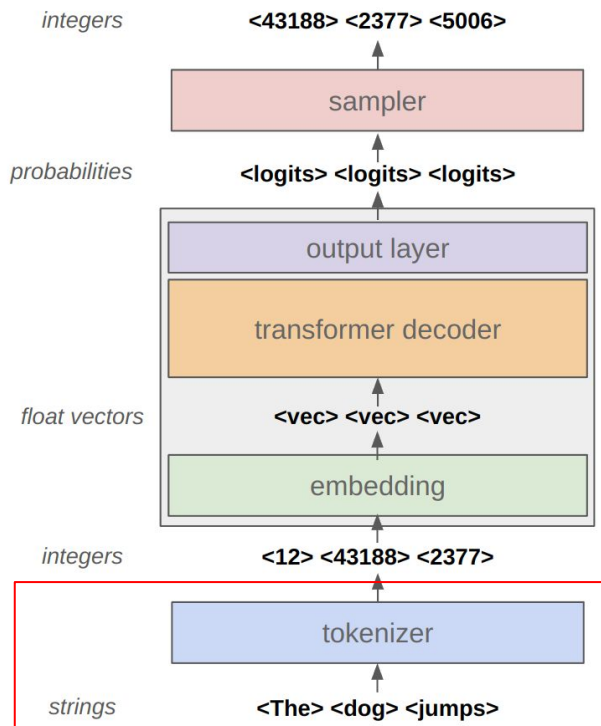 integers <43188> <2377> <5006>
sampler
probabilities <logits> <logits> <logits>
output layer
transformer decoder
float vectors <vec> <vec> <vec>
embedding
integers <12> <43188> <2377>
tokenizer
strings <The> <dog> <jumps>